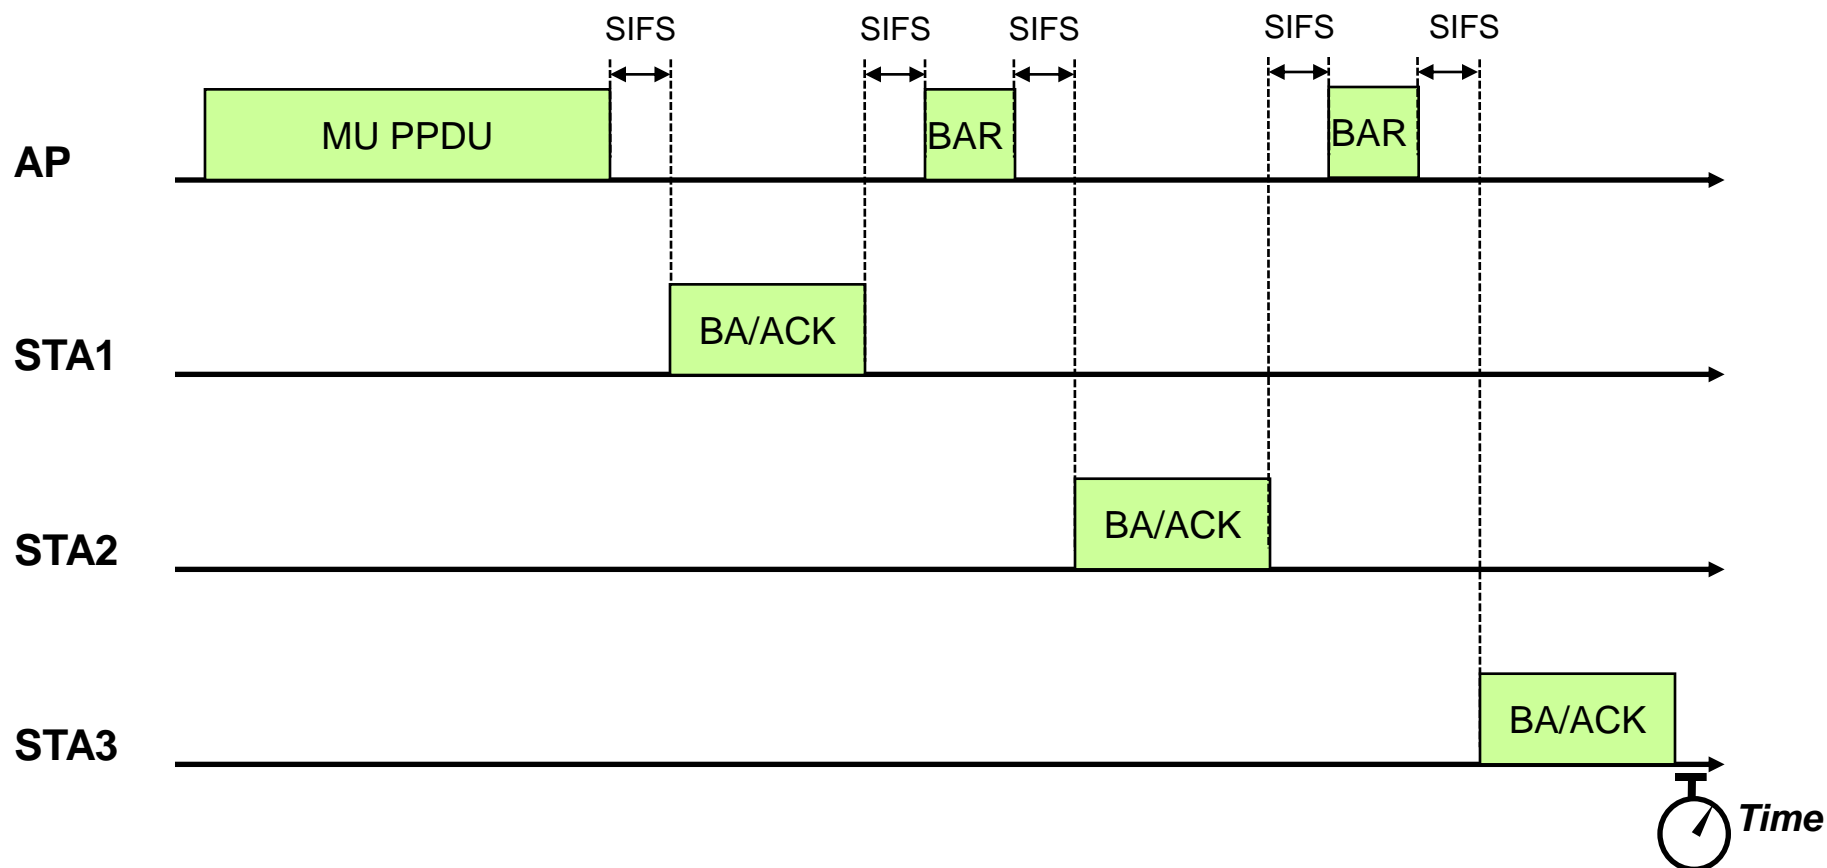 SIFS SIFS SIFS SIFS SIFS
AP MU PPDU BAR BAR
STA1 BA/ACK
STA2 BA/ACK
STA3 BA/ACK
Time